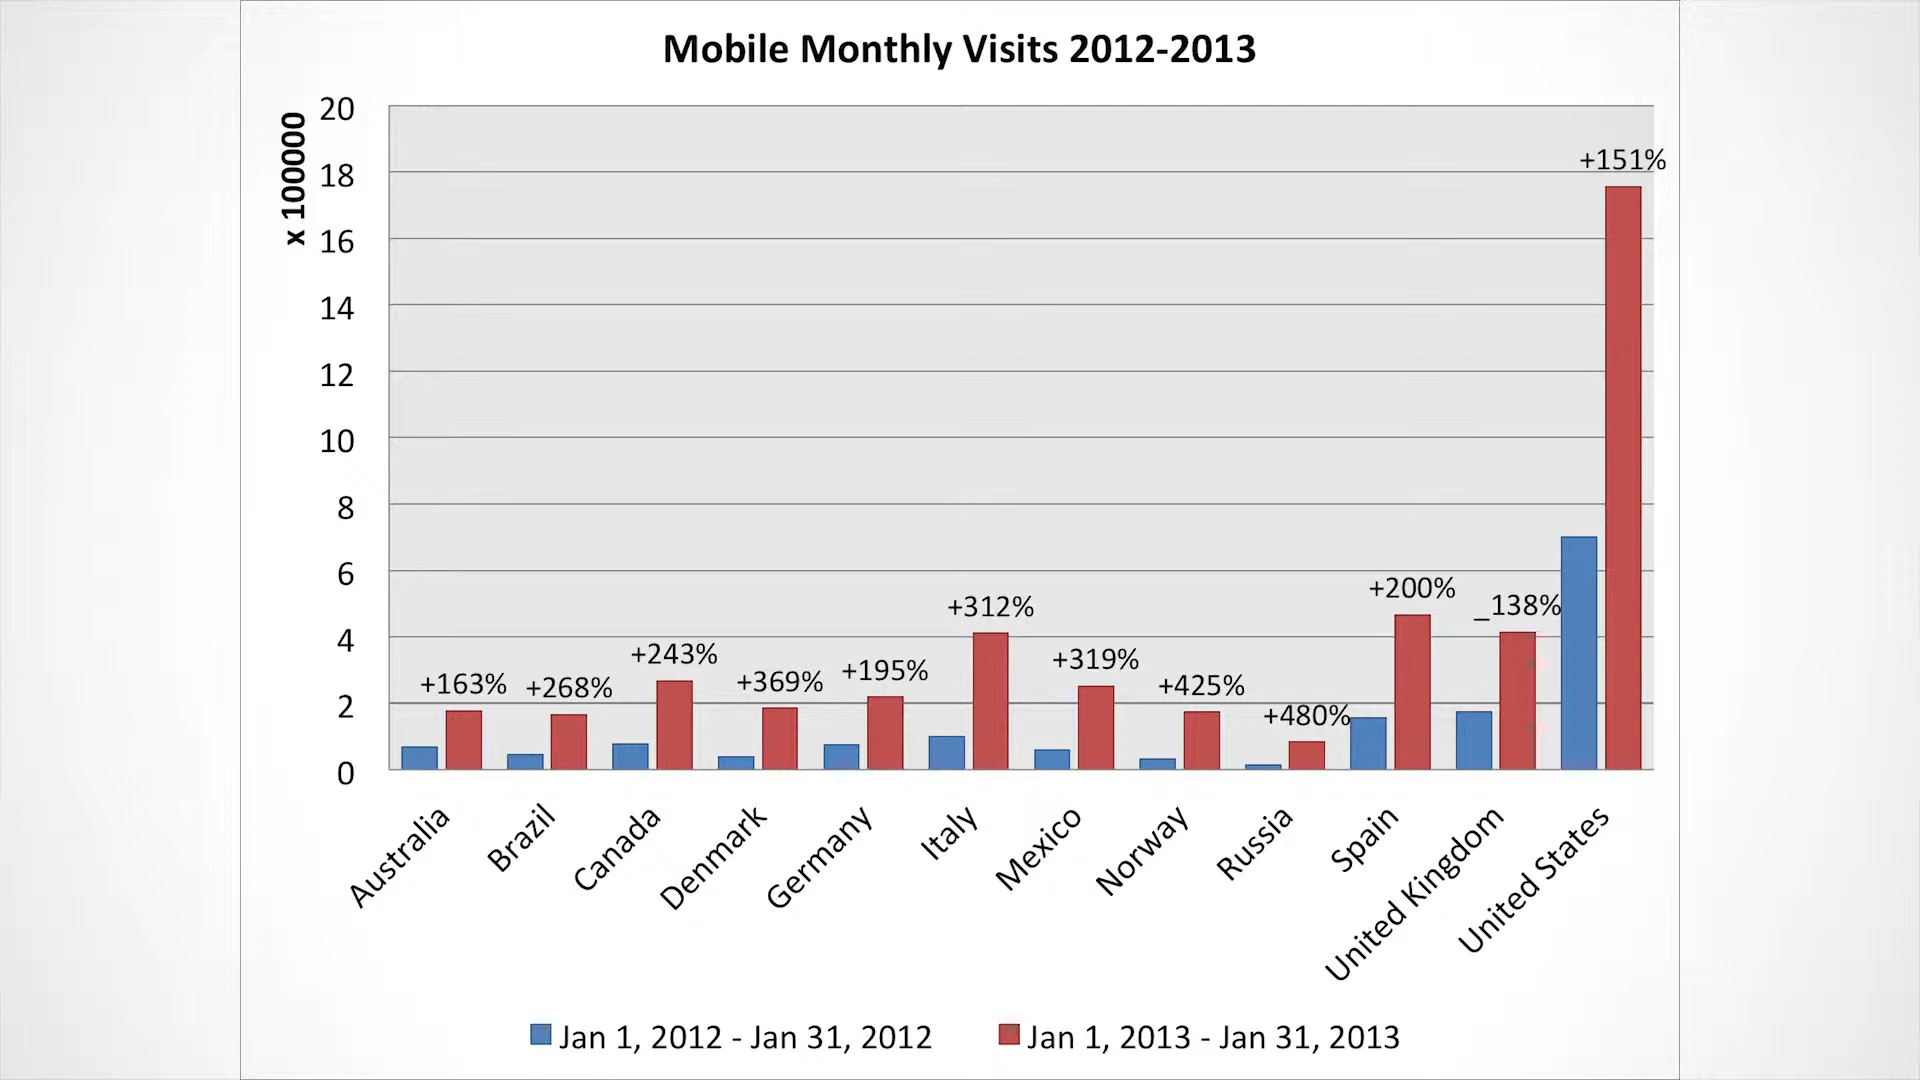 Mobile Monthly Visits 2012-2013
x 100000
20
18
16
14
12
10
8
6
4
2
0
+163%
+268%
+243%
+369%
+195%
+312%
+319%
+425%
+480%
+200%
_138%
+151%
Australia
Brazil
Canada
Denmark
Germany
Italy
Mexico
Norway
Russia
Spain
United Kingdom
United States
Jan 1, 2012 - Jan 31, 2012
Jan 1, 2013 - Jan 31, 2013